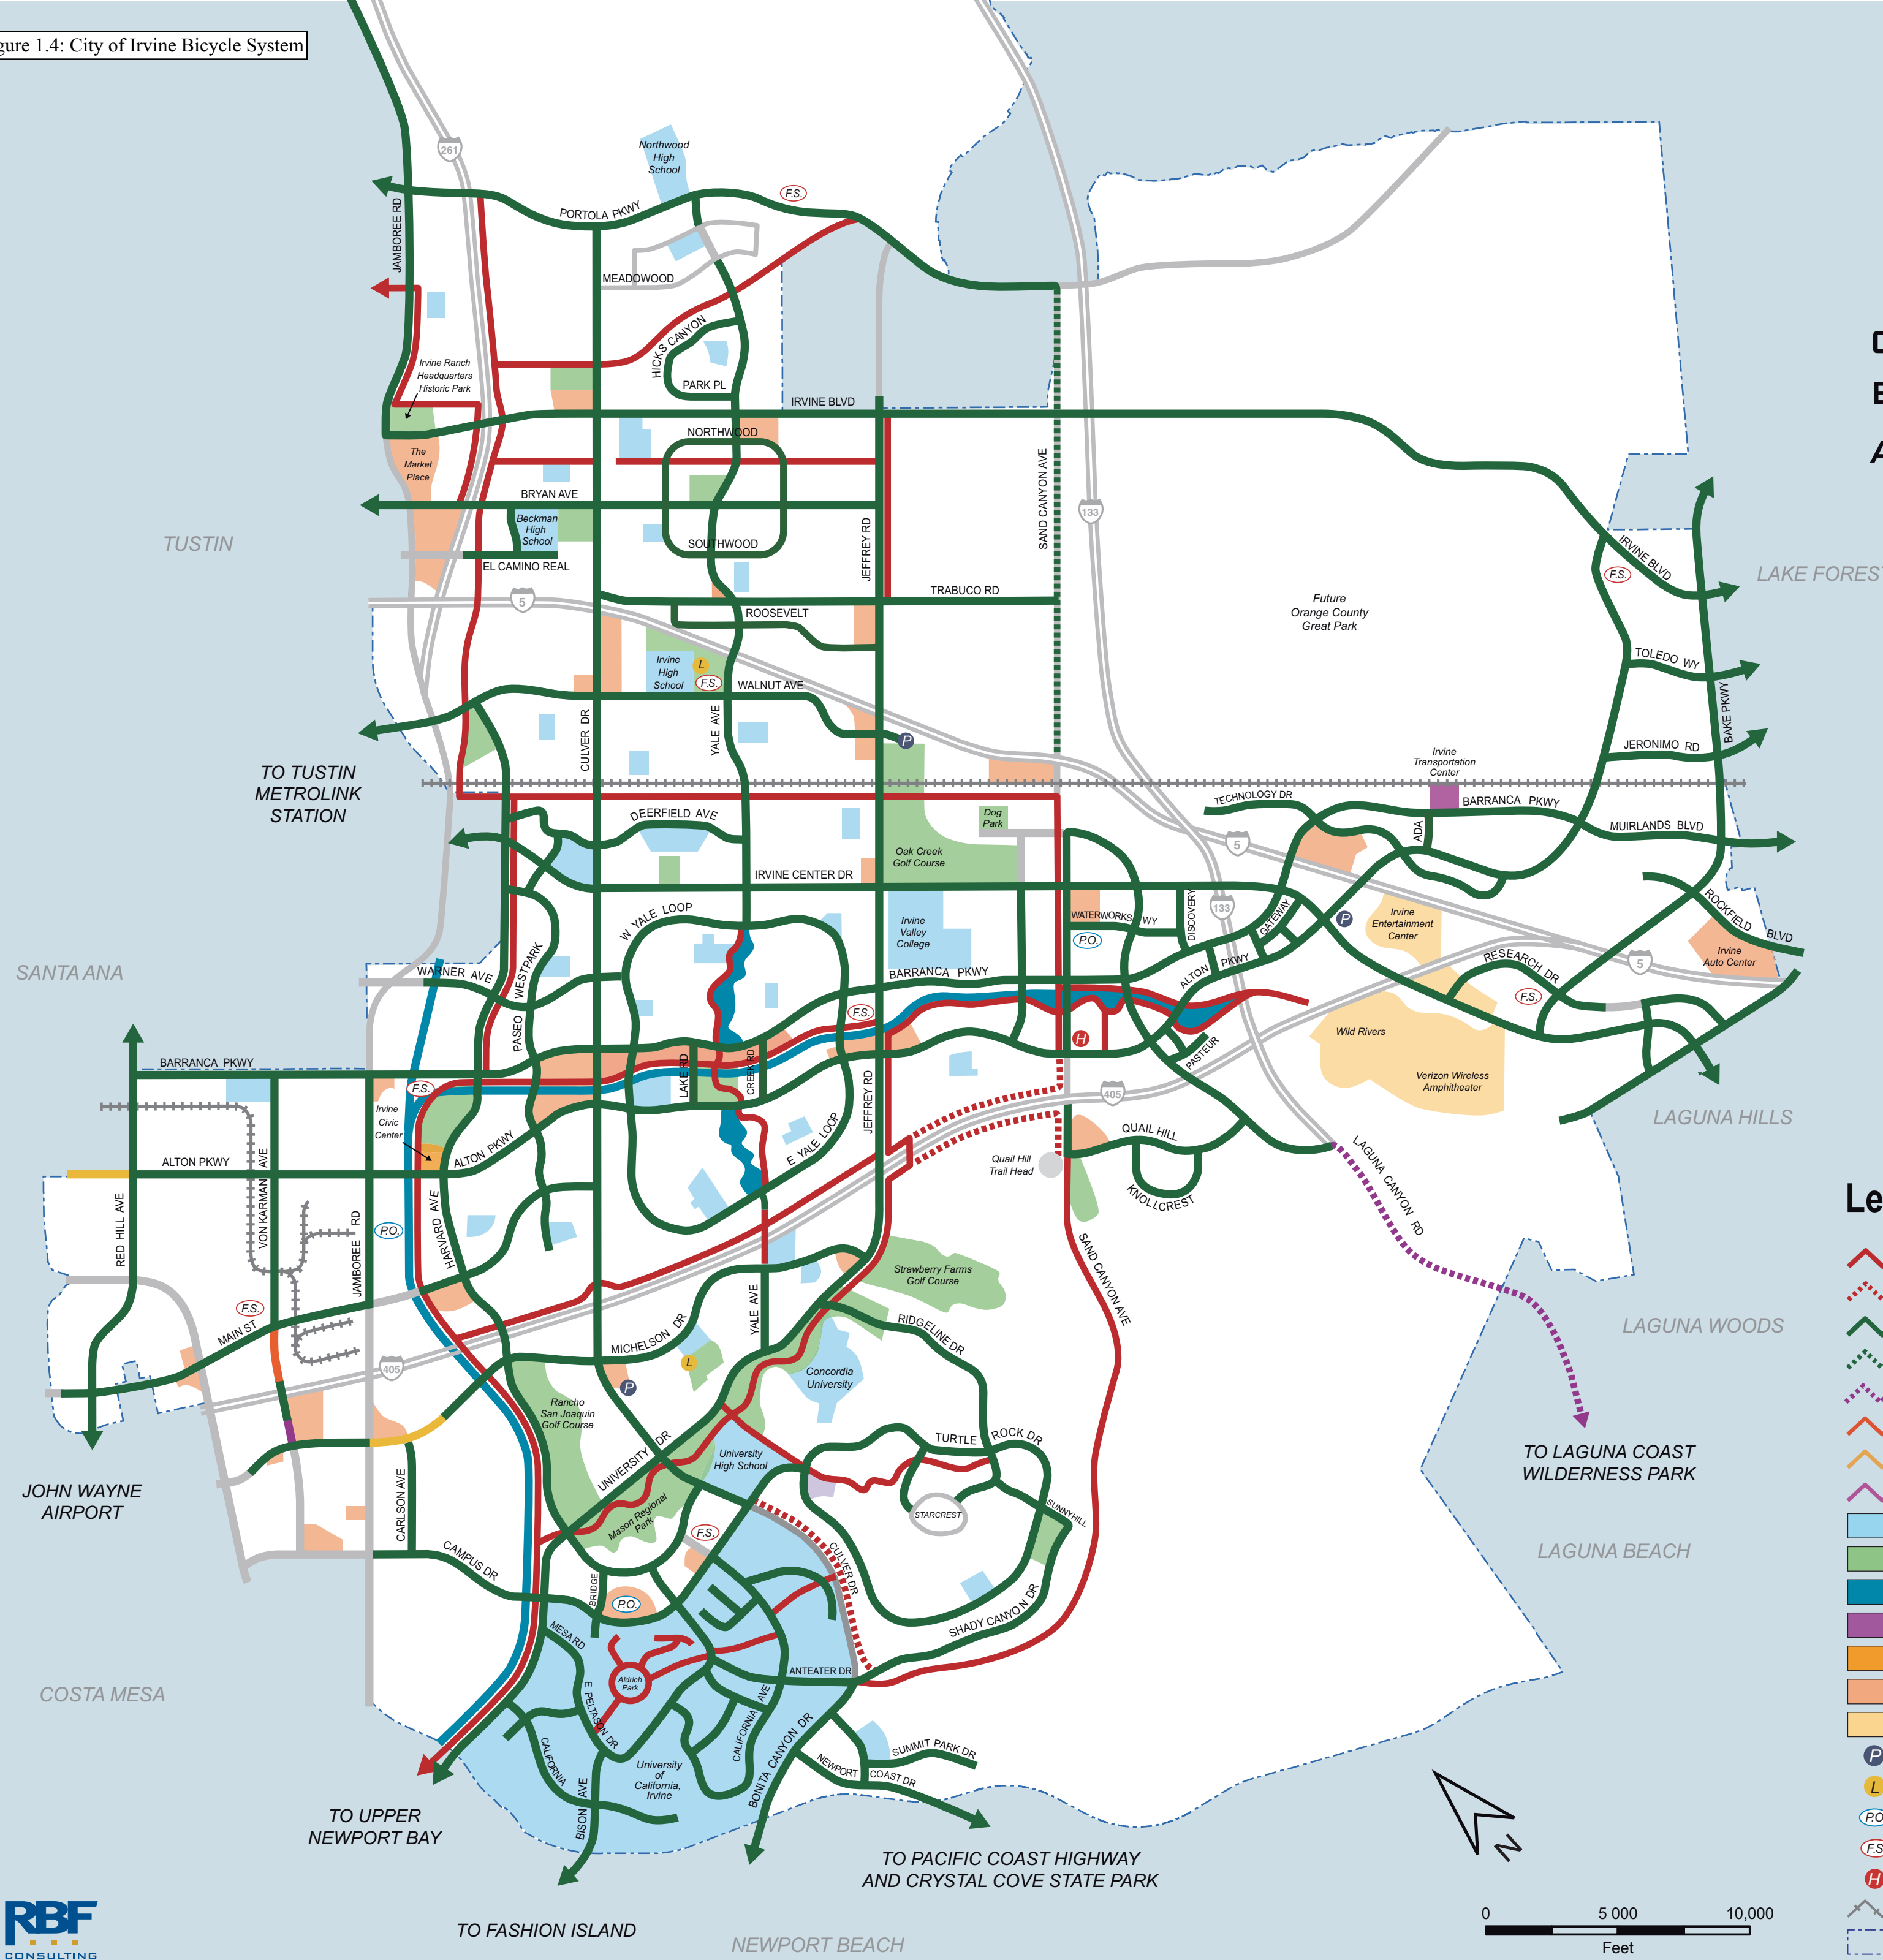 gure 1.4: City of Irvine Bicycle System
261
Northwood
High
School
F.S.
PORTOLA PKWY
JAMBOREE RD
MEADOWOOD
HICKS CANYON
PARK PL
Irvine Ranch
Headquarters
Historic Park
IRVINE BLVD
The
Market
Place
NORTHWOOD
BRYAN AVE
Beckman
High
School
SOUTHWOOD
EL CAMINO REAL
JEFFREY RD
SAND CANYON AVE
133
TUSTIN
5
TRABUCO RD
ROOSEVELT
Future
Orange County
Great Park
IRVINE BLVD
F.S.
LAKE FORES
TOLEDO WY
BAKE PKWY
JERONIMO RD
Irvine
High
School
L
F.S.
WALNUT AVE
CULVER DR
YALE AVE
P
TO TUSTIN
METROLINK
STATION
Irvine
Transportation
Center
TECHNOLOGY DR
BARRANCA PKWY
ADA
MUIRLANDS BLVD
DEERFIELD AVE
Dog
Park
Oak Creek
Golf Course
5
IRVINE CENTER DR
W YALE LOOP
Irvine
Valley
College
WATERWORKS WY
P.O.
DISCOVERY
133
GATEWAY
P
Irvine
Entertainment
Center
ROCKFIELD BLVD
Irvine
Auto Center
SANTA ANA
WARNER AVE
PASEO WESTPARK
BARRANCA PKWY
ALTON PKWY
RESEARCH DR
F.S.
5
Wild Rivers
Verizon Wireless
Amphitheater
F.S.
H
PASTEUR
405
BARRANCA PKWY
F.S.
Irvine
Civic
Center
LAKE RD
CREEK RD
JEFFREY RD
E YALE LOOP
ALTON PKWY
ALTON PKWY
LAGUNA HILLS
QUAIL HILL
Quail Hill
Trail Head
KNOLLCREST
LAGUNA CANYON RD
Le
RED HILL AVE
VON KARMAN AVE
JAMBOREE RD
P.O.
HARVARD AVE
SAND CANYON AVE
Strawberry Farms
Golf Course
F.S.
MAIN ST
405
MICHELSON DR
YALE AVE
L
RIDGELINE DR
Concordia
University
P
Rancho
San Joaquin
Golf Course
LAGUNA WOODS
TO LAGUNA COAST
WILDERNESS PARK
JOHN WAYNE
AIRPORT
UNIVERSITY DR
University
High School
TURTLE ROCK DR
STARCREST
SUNNYHILL
CARLSON AVE
Mason Regional
Park
F.S.
CAMPUS DR
CULVER DR
LAGUNA BEACH
BRIDGE
P.O.
SHADY CANYON DR
MESA RD
Aldrich
Park
ANTEATER DR
COSTA MESA
E PELTASON DR
CALIFORNIA AVE
CALIFORNIA
University
of
California,
Irvine
BISON AVE
BONITA CANYON DR
NEWPORT COAST DR
SUMMIT PARK DR
P
L
P.O
F.S
H
TO UPPER
NEWPORT BAY
TO PACIFIC COAST HIGHWAY
AND CRYSTAL COVE STATE PARK
N
TO FASHION ISLAND
NEWPORT BEACH
0 5 000 10,000
Feet
RBF
CONSULTING